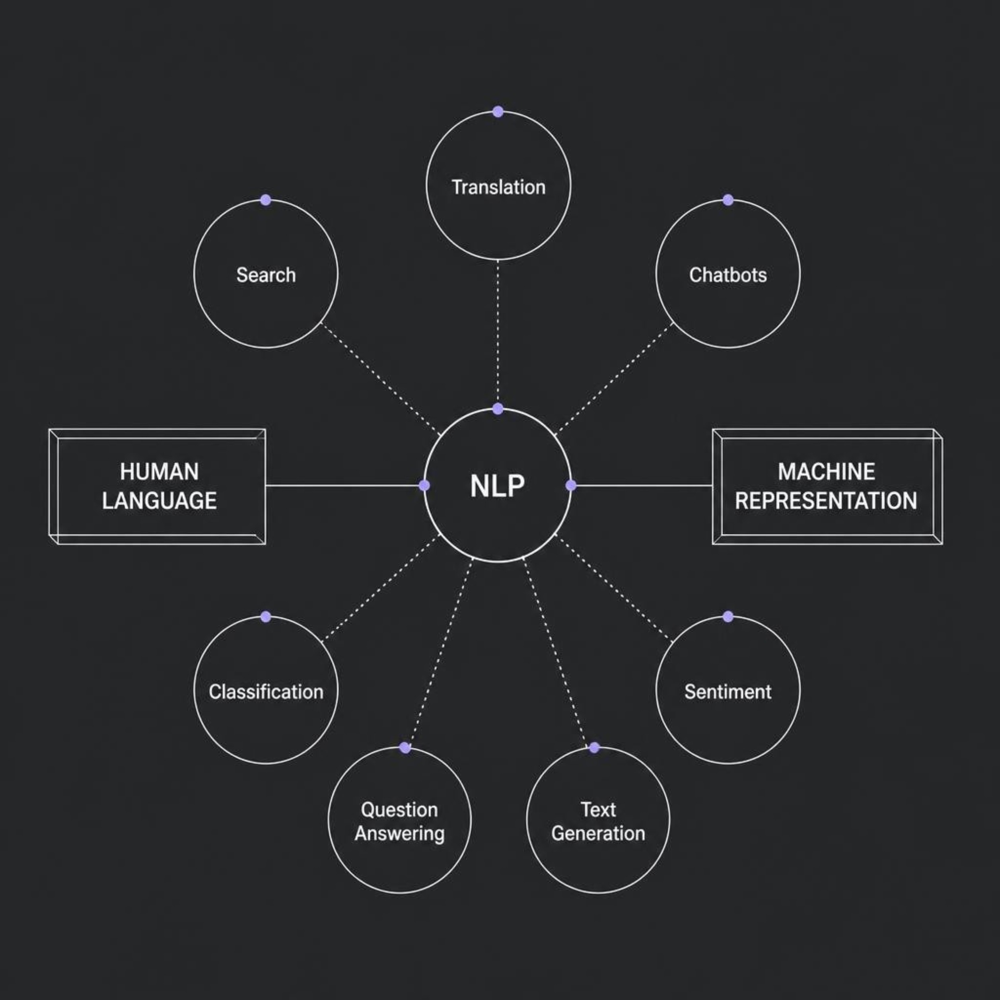 Translation
Search
Chatbots
HUMAN
LANGUAGE
NLP
MACHINE
REPRESENTATION
Classification
Sentiment
Question
Answering
Text
Generation